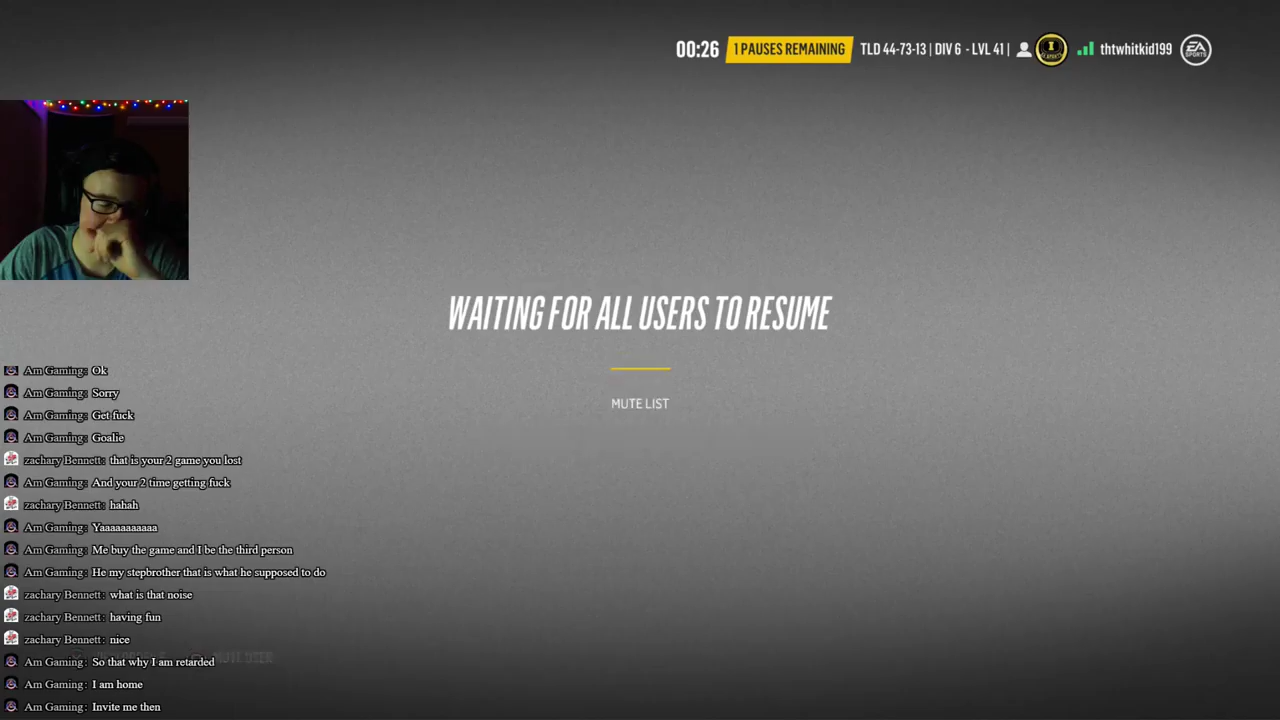 00:26 1 PAUSES REMAINING TLD 44-73-13 | DIV 6 - LVL 41 | thtwhitkid199
EA SPORTS
WAITING FOR ALL USERS TO RESUME
MUTE LIST
Am Gaming: Ok
Am Gaming: Sorry
Am Gaming: Get fuck
Am Gaming: Goalie
zachary Bennett: that is your 2 game you lost
Am Gaming: And your 2 time getting fuck
zachary Bennett: hahah
Am Gaming: Yaaaaaaaaaaa
Am Gaming: Me buy the game and I be the third person
Am Gaming: He my stepbrother that is what he supposed to do
zachary Bennett: what is that noise
zachary Bennett: having fun
zachary Bennett: nice
MUTE USER
Am Gaming: So that why I am retarded
Am Gaming: I am home
Am Gaming: Invite me then